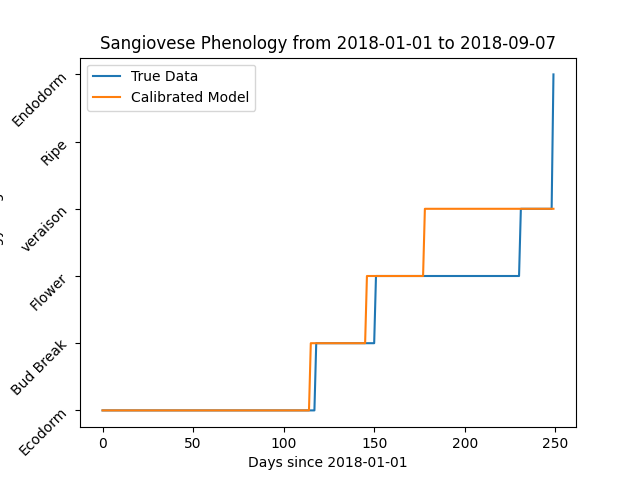 Sangiovese Phenology from 2018-01-01 to 2018-09-07
True Data
Calibrated Model
Endodorm
Ripe
veraison
Flower
Bud Break
Ecodorm
0 50 100 150 200 250
Days since 2018-01-01